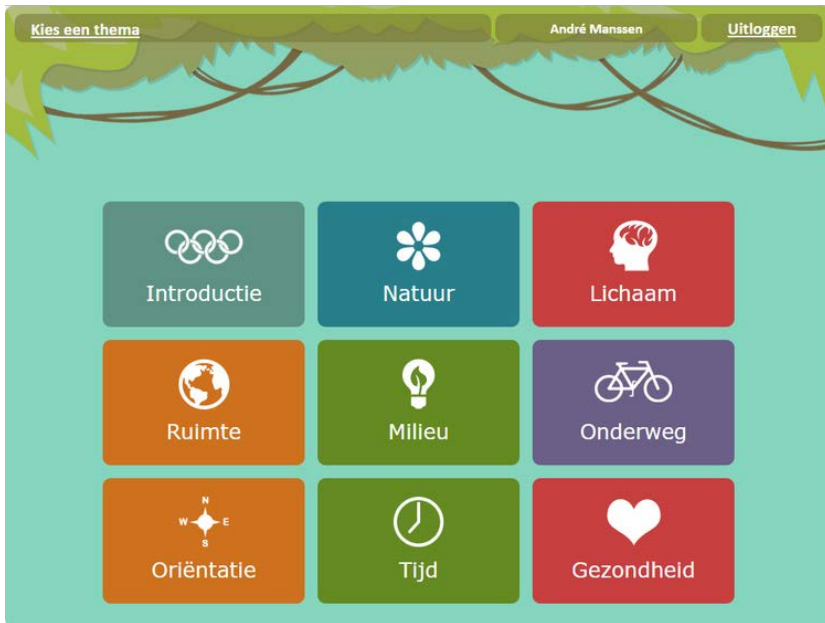 Kies een thema
André Manssen
Uitloggen
Introductie
Natuur
Lichaam
Ruimte
Milieu
Onderweg
N
W E
S
Oriëntatie
Tijd
Gezondheid